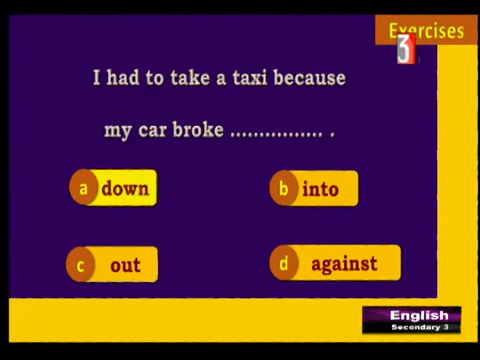 Exercises
3
I had to take a taxi because
my car broke ................ .
a down
b into
c out
d against
English
Secondary 3